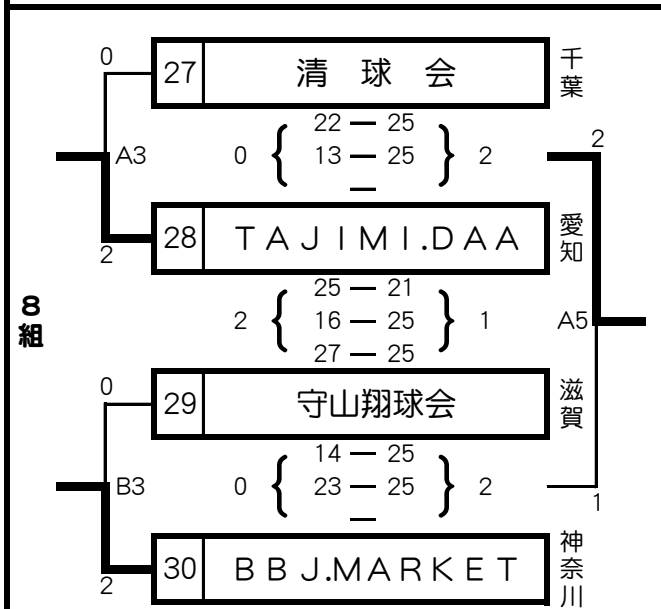 8組
0 27 清球会 千葉
22 ― 25
A3 0 { 13 ― 25 } 2 2
―
2 28 TAJIMI.DAA 愛知
25 ― 21
2 { 16 ― 25 } 1 A5
27 ― 25
0 29 守山翔球会 滋賀
14 ― 25
B3 0 { 23 ― 25 } 2 1
―
2 30 BBJ.MARKET 神奈川